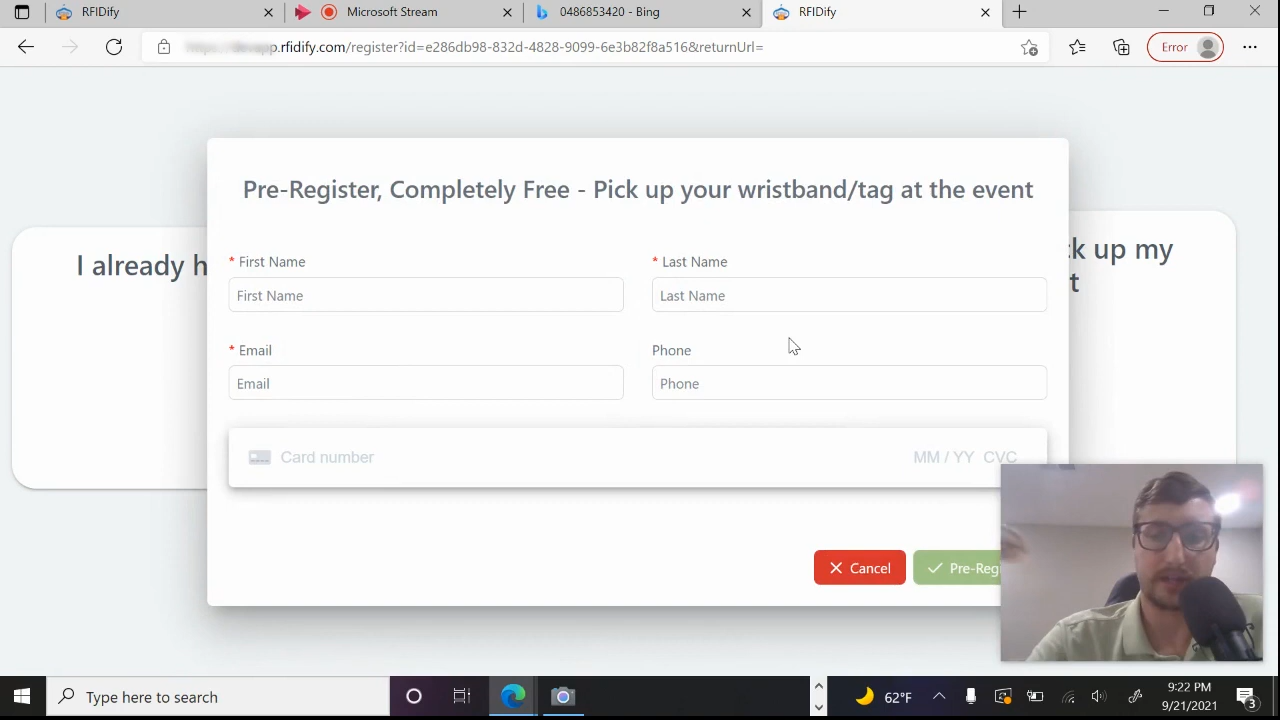 RFIDify
Microsoft Stream
0486853420 - Bing
RFIDify
.rfidify.com/register?id=e286db98-832d-4828-9099-6e3b82f8a516&returnUrl=
Error
Pre-Register, Completely Free - Pick up your wristband/tag at the event
I already h
ck up my
t
* First Name
* Last Name
First Name
Last Name
* Email
Phone
Email
Phone
Card number
MM / YY CVC
Cancel
Pre-Reg
Type here to search
62°F
9:22 PM
9/21/2021
3